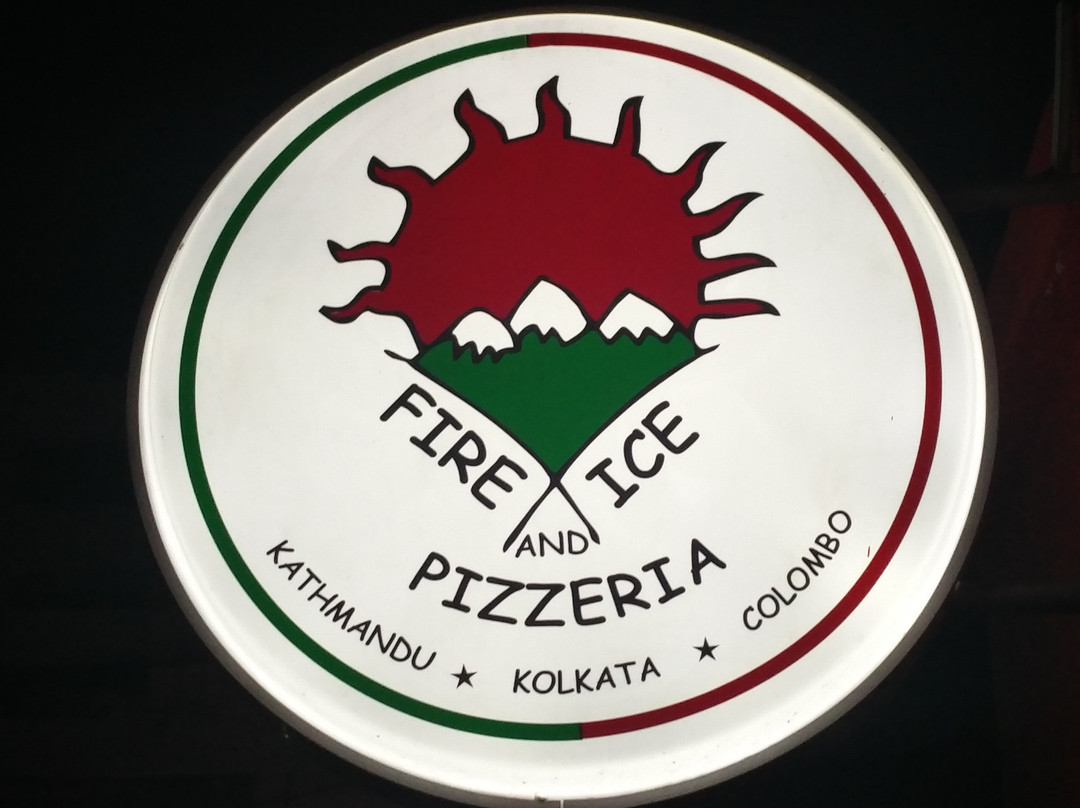 FIRE AND ICE
PIZZERIA
KATHMANDU ★ KOLKATA ★ COLOMBO